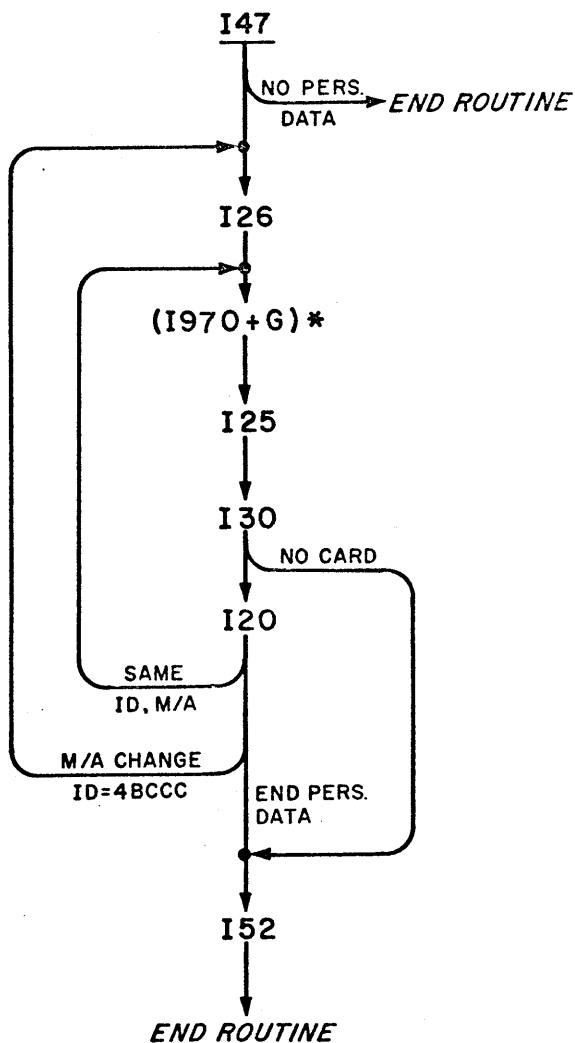 I47
NO PERS.
DATA
END ROUTINE
I26
(I970+G)*
I25
I30
NO CARD
I20
SAME
ID, M/A
M/A CHANGE
ID=4BCCC
END PERS.
DATA
I52
END ROUTINE